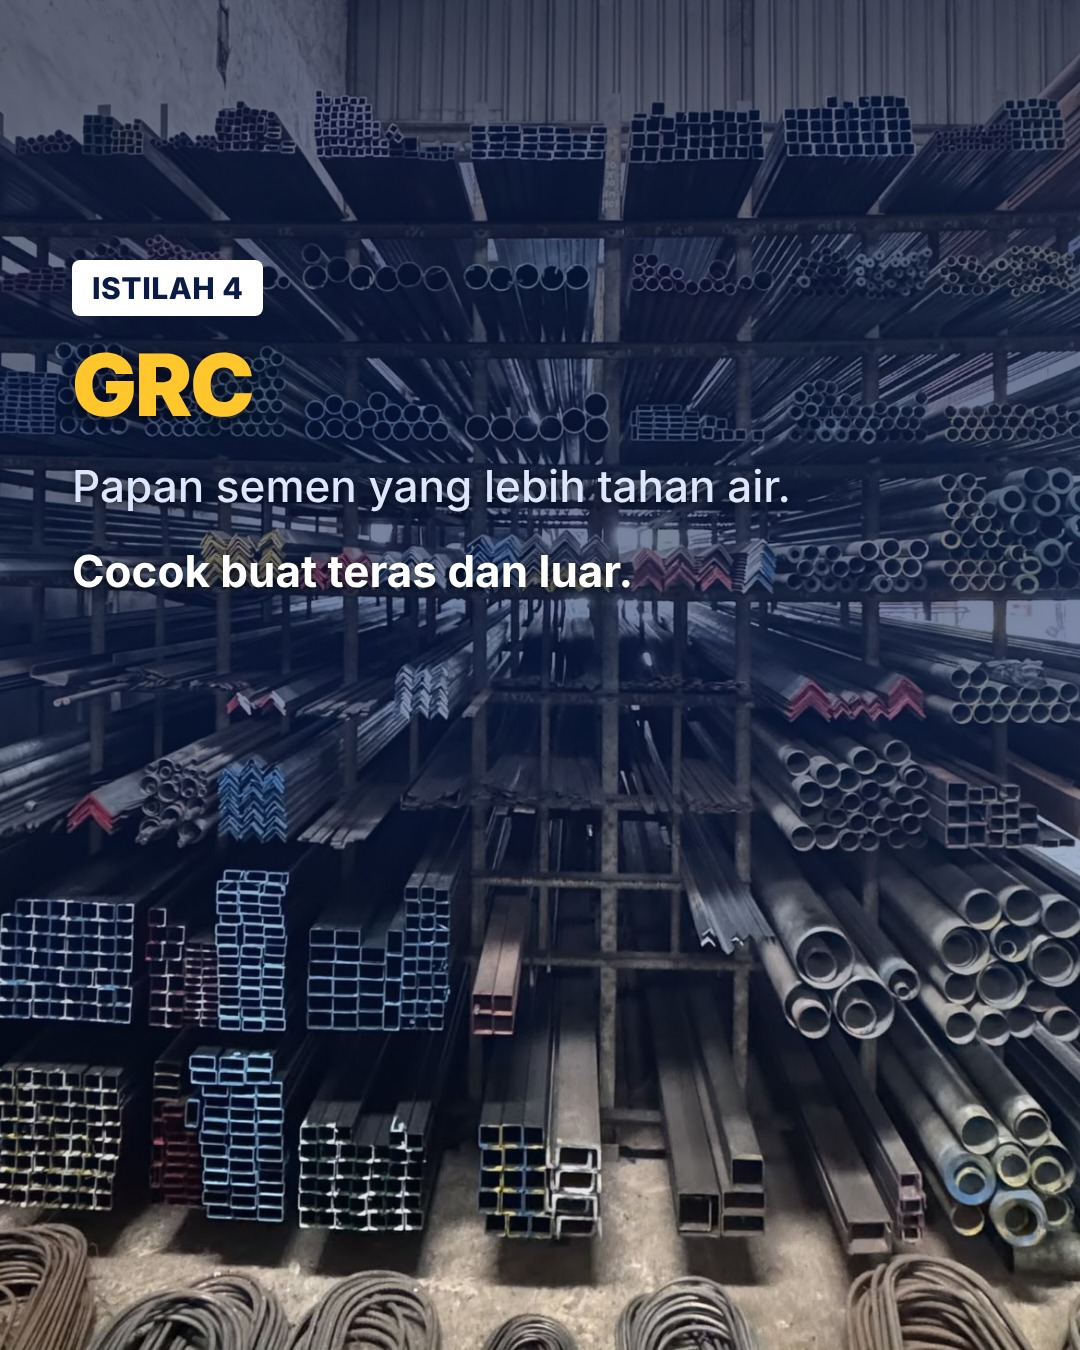 ISTILAH 4
GRC
Papan semen yang lebih tahan air.
Cocok buat teras dan luar.